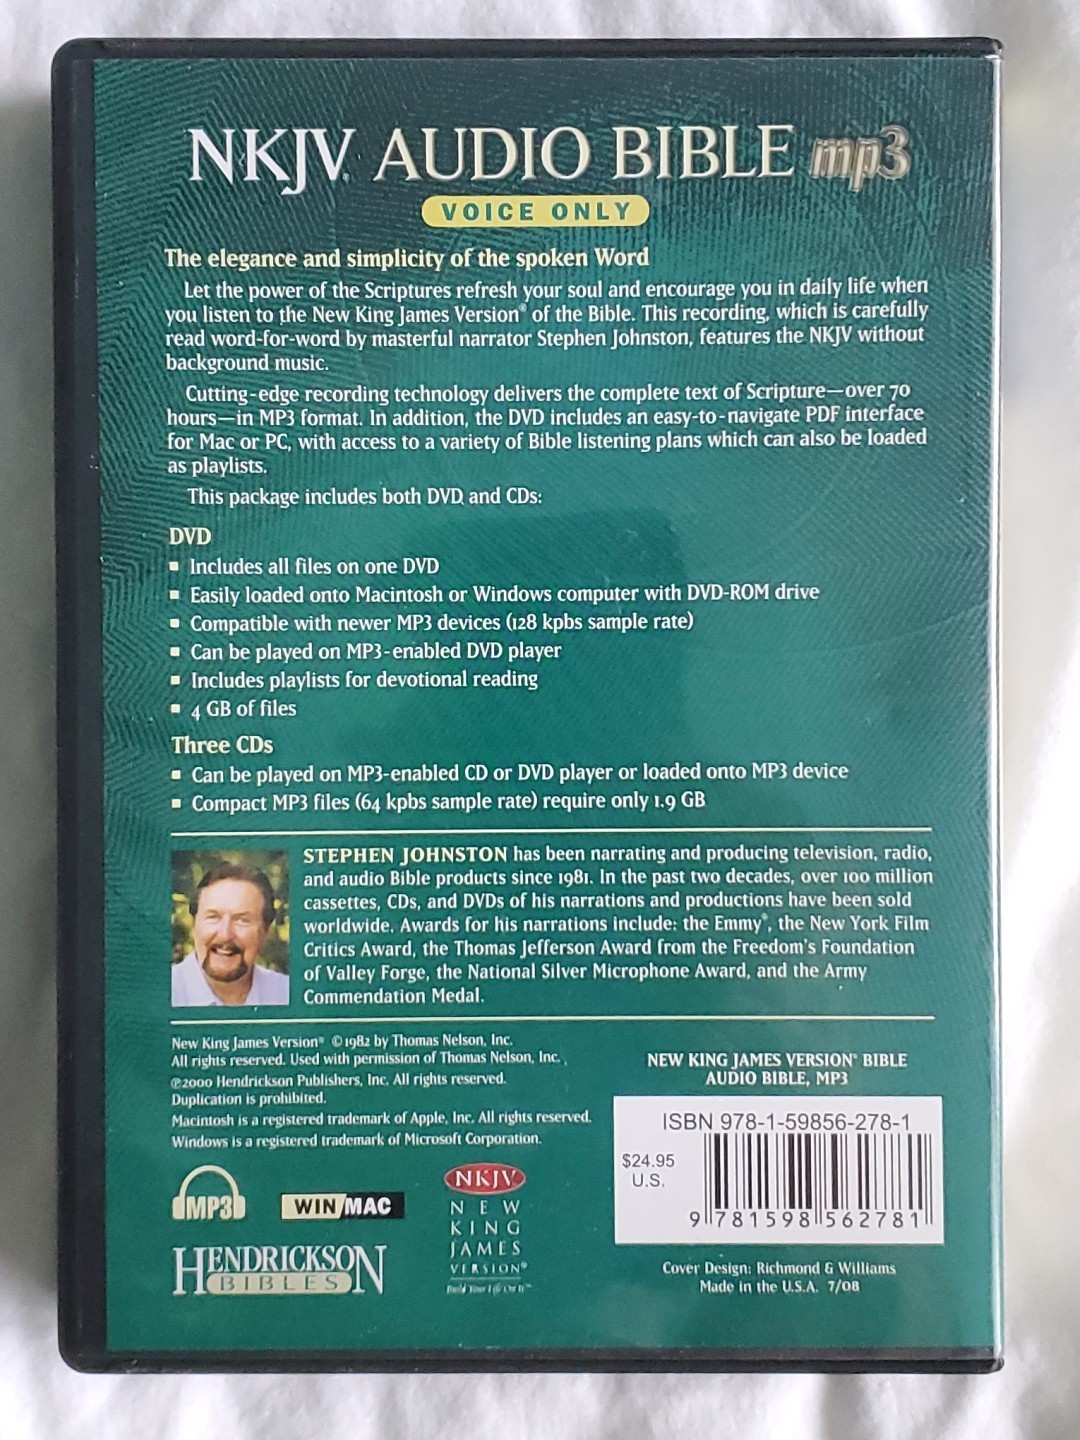 NKJV® AUDIO BIBLE mp3
VOICE ONLY
The elegance and simplicity of the spoken Word
Let the power of the Scriptures refresh your soul and encourage you in daily life when
you listen to the New King James Version® of the Bible. This recording, which is carefully
read word-for-word by masterful narrator Stephen Johnston, features the NKJV without
background music.
Cutting-edge recording technology delivers the complete text of Scripture—over 70
hours—in MP3 format. In addition, the DVD includes an easy-to-navigate PDF interface
for Mac or PC, with access to a variety of Bible listening plans which can also be loaded
as playlists.
This package includes both DVD and CDs:
DVD
▪ Includes all files on one DVD
▪ Easily loaded onto Macintosh or Windows computer with DVD-ROM drive
▪ Compatible with newer MP3 devices (128 kpbs sample rate)
▪ Can be played on MP3-enabled DVD player
▪ Includes playlists for devotional reading
▪ 4 GB of files
Three CDs
▪ Can be played on MP3-enabled CD or DVD player or loaded onto MP3 device
▪ Compact MP3 files (64 kpbs sample rate) require only 1.9 GB
STEPHEN JOHNSTON has been narrating and producing television, radio,
and audio Bible products since 1981. In the past two decades, over 100 million
cassettes, CDs, and DVDs of his narrations and productions have been sold
worldwide. Awards for his narrations include: the Emmy®, the New York Film
Critics Award, the Thomas Jefferson Award from the Freedom's Foundation
of Valley Forge, the National Silver Microphone Award, and the Army
Commendation Medal.
New King James Version® ©1982 by Thomas Nelson, Inc.
All rights reserved. Used with permission of Thomas Nelson, Inc.
℗2000 Hendrickson Publishers, Inc. All rights reserved.
Duplication is prohibited.
Macintosh is a registered trademark of Apple, Inc. All rights reserved.
Windows is a registered trademark of Microsoft Corporation.
MP3
WIN/MAC
HENDRICKSON
BIBLES
NKJV
NEW
KING
JAMES
VERSION®
Build Your Life On It™
NEW KING JAMES VERSION® BIBLE
AUDIO BIBLE, MP3
ISBN 978-1-59856-278-1
$24.95
U.S.
9 781598 562781
Cover Design: Richmond & Williams
Made in the U.S.A. 7/08